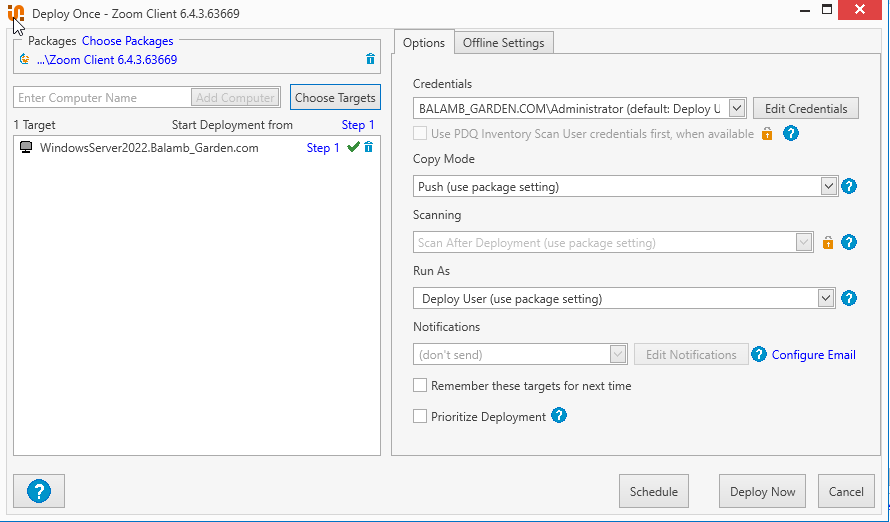 Deploy Once - Zoom Client 6.4.3.63669
Packages Choose Packages
...\Zoom Client 6.4.3.63669
Enter Computer Name Add Computer Choose Targets
1 Target Start Deployment from Step 1
WindowsServer2022.Balamb_Garden.com Step 1
Options Offline Settings
Credentials
BALAMB_GARDEN.COM\Administrator (default: Deploy U Edit Credentials
Use PDQ Inventory Scan User credentials first, when available ?
Copy Mode
Push (use package setting) ?
Scanning
Scan After Deployment (use package setting) ?
Run As
Deploy User (use package setting) ?
Notifications
(don't send) Edit Notifications ? Configure Email
Remember these targets for next time
Prioritize Deployment ?
? Schedule Deploy Now Cancel